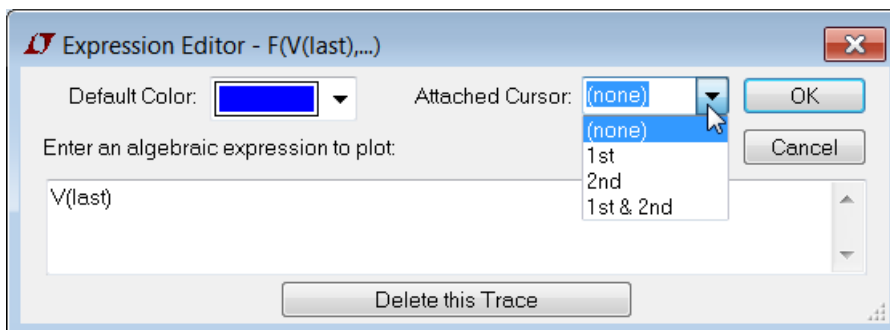 Expression Editor - F(V(last),...)
Default Color: Attached Cursor: (none) OK
(none)
Enter an algebraic expression to plot: 1st Cancel
2nd
V(last)
1st & 2nd
Delete this Trace